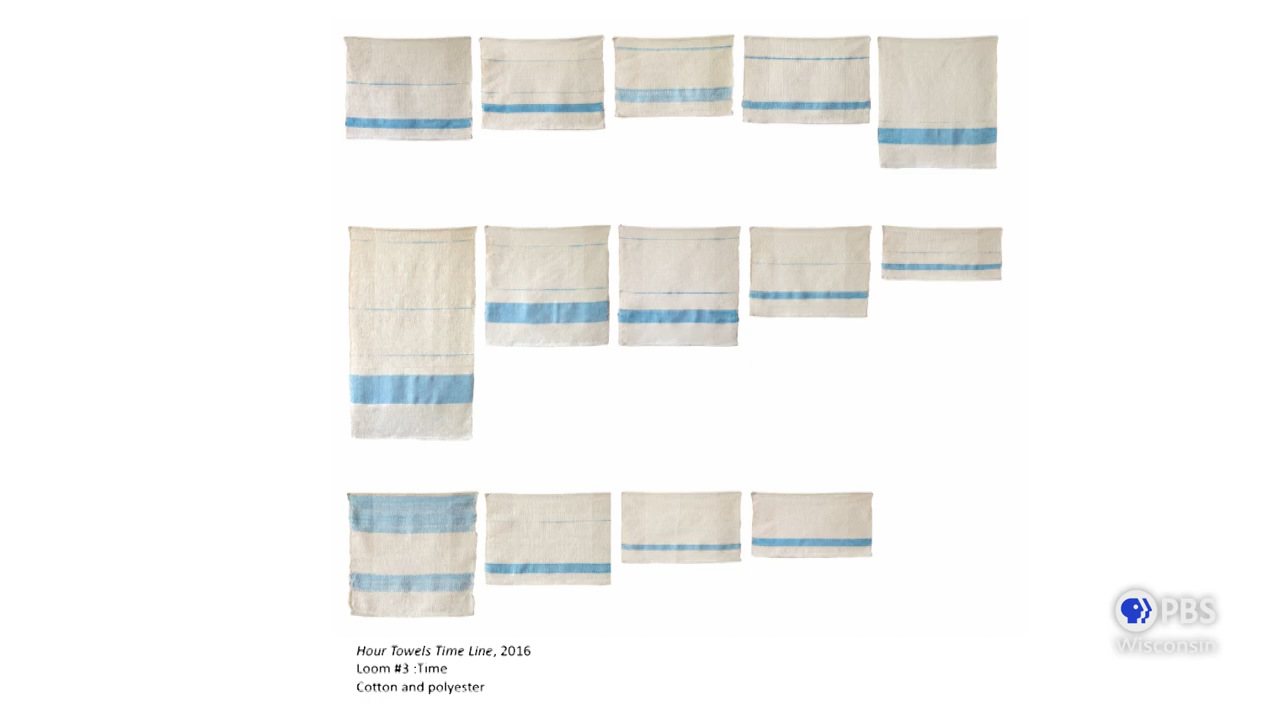 Hour Towels Time Line, 2016
Loom #3 :Time
Cotton and polyester
PBS
Wisconsin